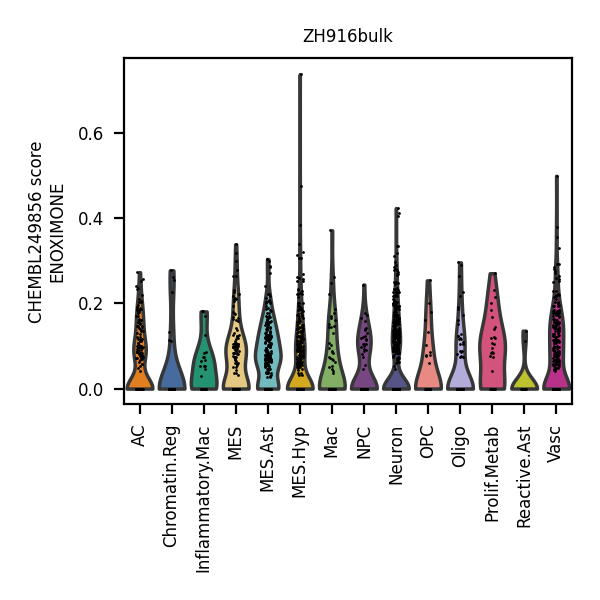 ZH916bulk
CHEMBL249856 score
ENOXIMONE
0.6
0.4
0.2
0.0
AC
Chromatin.Reg
Inflammatory.Mac
MES
MES.Ast
MES.Hyp
Mac
NPC
Neuron
OPC
Oligo
Prolif.Metab
Reactive.Ast
Vasc